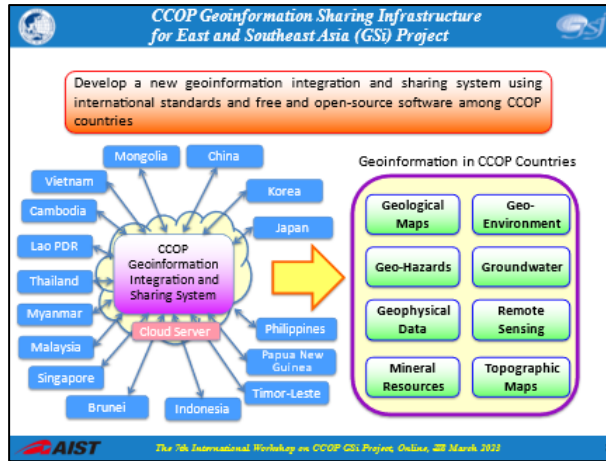 CCOP Geoinformation Sharing Infrastructure
for East and Southeast Asia (GSi) Project
GSJ
Develop a new geoinformation integration and sharing system using
international standards and free and open-source software among CCOP
countries
Mongolia
China
Vietnam
Korea
Cambodia
Japan
Lao PDR
Thailand
Myanmar
Malaysia
Singapore
Brunei
Indonesia
Timor-Leste
Papua New
Guinea
Philippines
CCOP
Geoinformation
Integration and
Sharing System
Cloud Server
Geoinformation in CCOP Countries
Geological
Maps
Geo-
Environment
Geo-Hazards
Groundwater
Geophysical
Data
Remote
Sensing
Mineral
Resources
Topographic
Maps
AIST
The 7th International Workshop on CCOP GSi Project, Online, March 2023